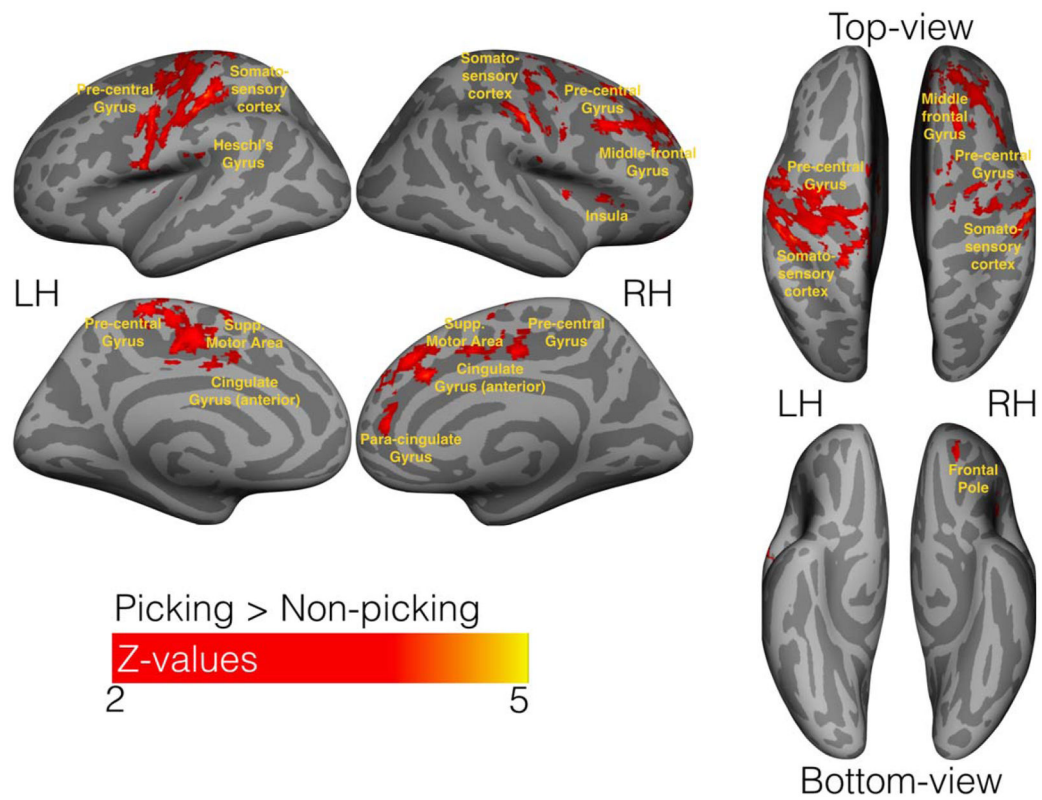 Pre-central
Gyrus
Somato-
sensory
cortex
Heschl's
Gyrus
Somato-
sensory
cortex
Pre-central
Gyrus
Middle-frontal
Gyrus
Insula
LH
RH
Pre-central
Gyrus
Supp.
Motor Area
Cingulate
Gyrus (anterior)
Supp.
Motor Area
Pre-central
Gyrus
Cingulate
Gyrus (anterior)
Para-cingulate
Gyrus
Picking > Non-picking
Z-values
2
5
Top-view
Middle
frontal
Gyrus
Pre-central
Gyrus
Pre-central
Gyrus
Somato-
sensory
cortex
Somato-
sensory
cortex
LH
RH
Frontal
Pole
Bottom-view